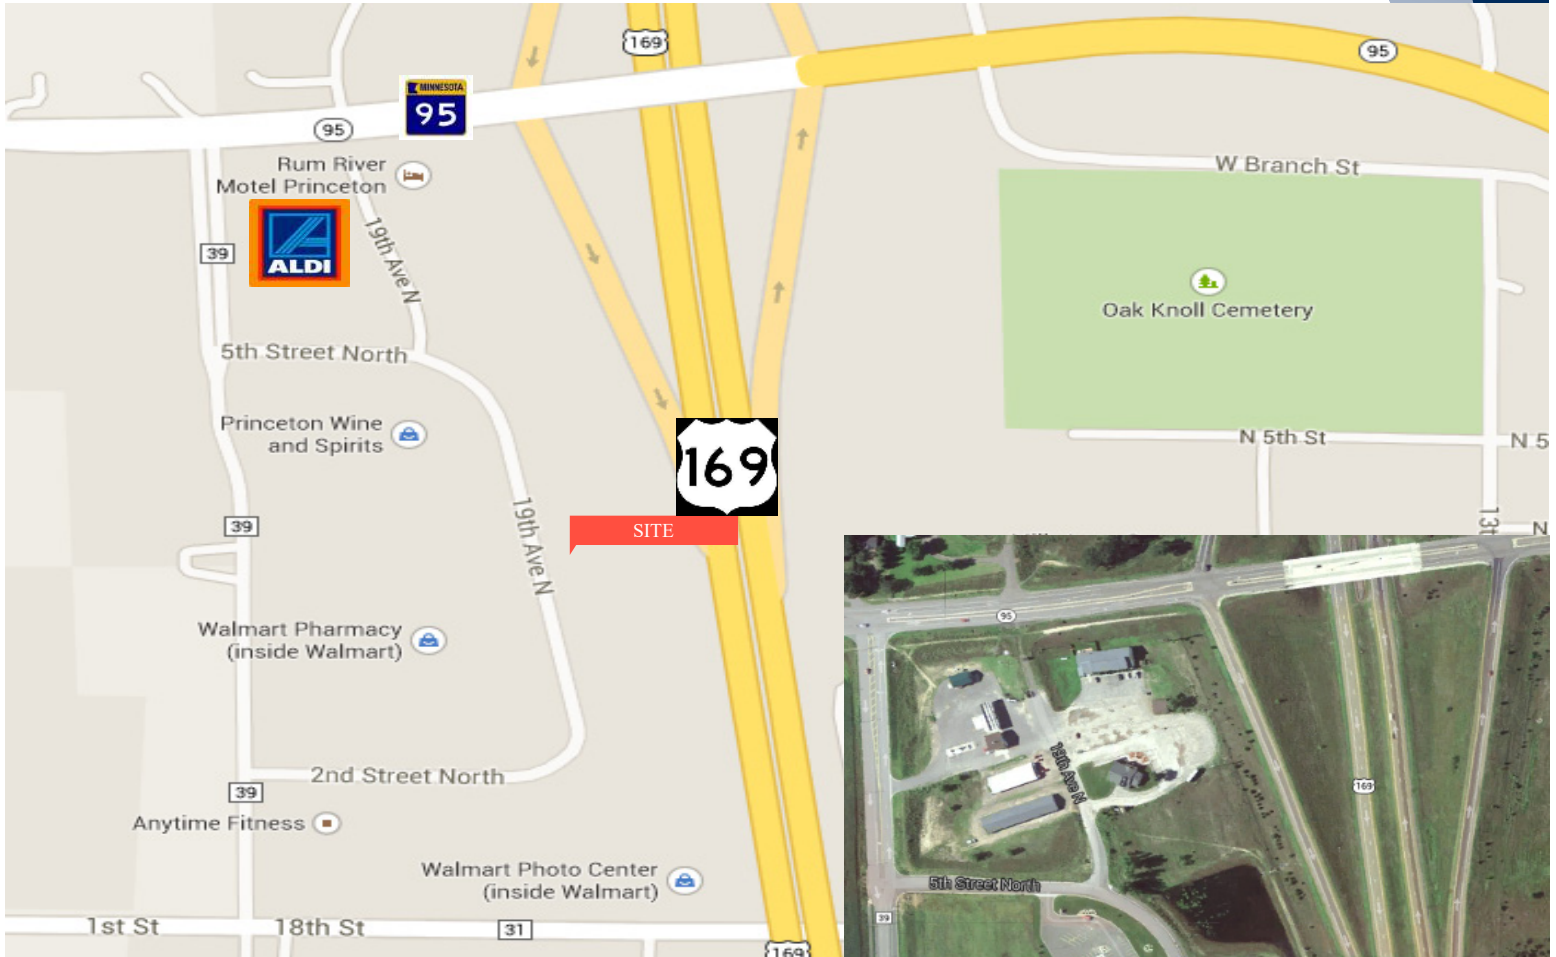 169
95
MINNESOTA
95
95
Rum River
Motel Princeton
W Branch St
39
ALDI
19th Ave N
Oak Knoll Cemetery
5th Street North
Princeton Wine
and Spirits
N 5th St
N 5
169
39
19th Ave N
SITE
13t
N
Walmart Pharmacy
(inside Walmart)
95
2nd Street North
39
19th Ave N
169
Anytime Fitness
Walmart Photo Center
(inside Walmart)
5th Street North
39
1st St
18th St
31
169